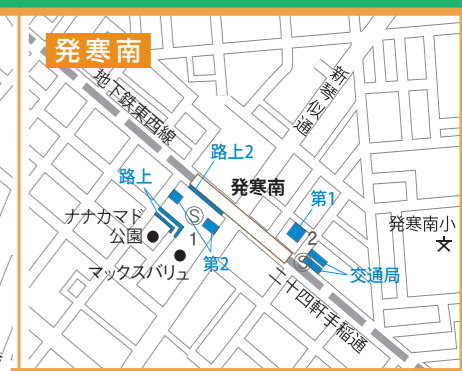 発寒南
地下鉄東西線
新琴似通
路上2
路上
発寒南
第1
ナナカマド
公園
S
1
2
発寒南小
文
第2
S
マックスバリュ
交通局
二十四軒手稲通